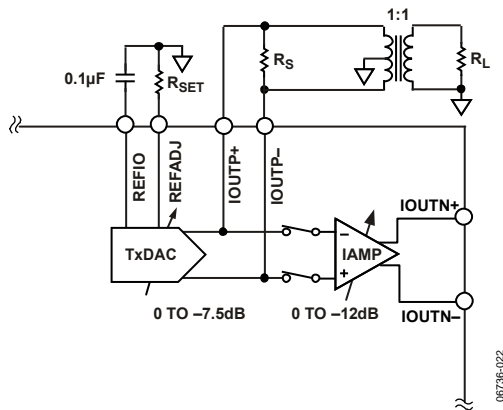 1:1
0.1µF
RSET
RS
RL
REFIO
REFADJ
IOUTP+
IOUTP–
IOUTN+
TxDAC
–
IAMP
+
0 TO –7.5dB
0 TO –12dB
IOUTN–
06736-022